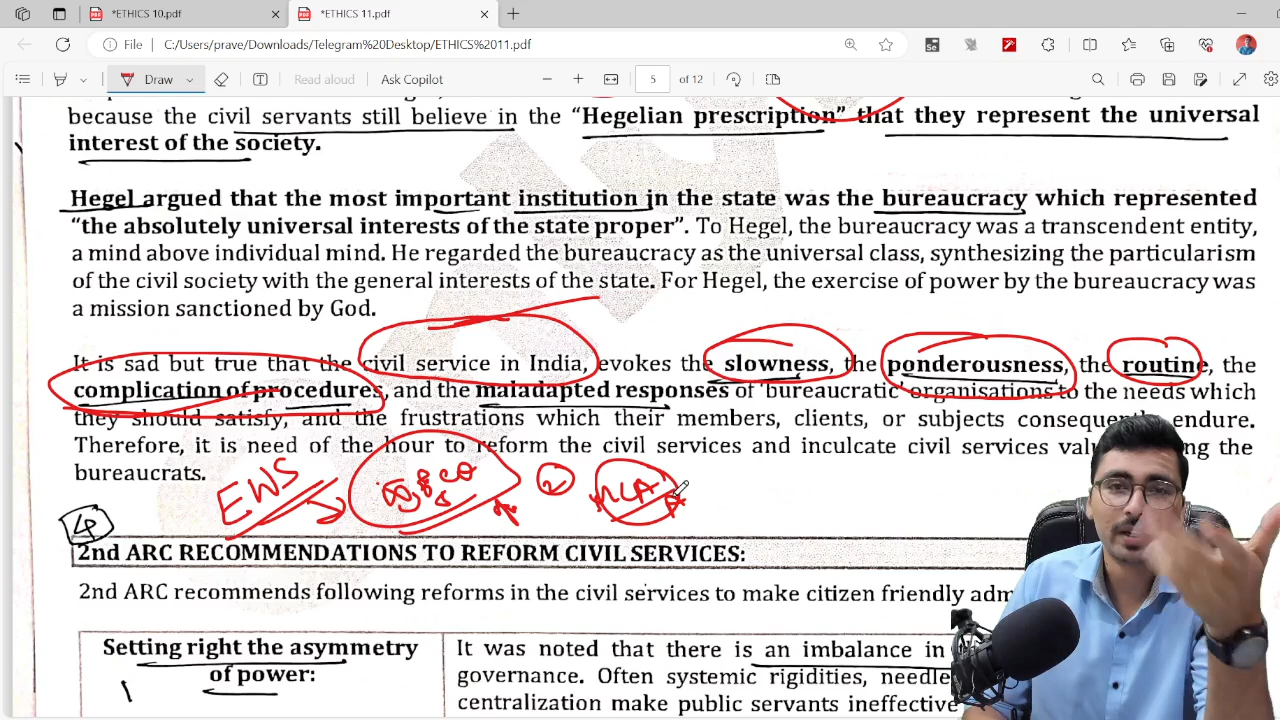 *ETHICS 10.pdf
*ETHICS 11.pdf
File
C:/Users/prave/Downloads/Telegram%20Desktop/ETHICS%2011.pdf
Draw
Read aloud
Ask Copilot
5
of 12
because the civil servants still believe in the “Hegelian prescription” that they represent the universal
interest of the society.
Hegel argued that the most important institution in the state was the bureaucracy which represented
“the absolutely universal interests of the state proper”. To Hegel, the bureaucracy was a transcendent entity,
a mind above individual mind. He regarded the bureaucracy as the universal class, synthesizing the particularism
of the civil society with the general interests of the state. For Hegel, the exercise of power by the bureaucracy was
a mission sanctioned by God.
It is sad but true that the civil service in India, evokes the slowness, the ponderousness, the routine, the
complication of procedures, and the maladapted responses of bureaucratic organisations to the needs which
they should satisfy, and the frustrations which their members, clients, or subjects consequently endure.
Therefore, it is need of the hour to reform the civil services and inculcate civil services the
bureaucrats.
EWS
2
MLA
4
2nd ARC RECOMMENDATIONS TO REFORM CIVIL SERVICES:
2nd ARC recommends following reforms in the civil services to make citizen friendly adm
Setting right the asymmetry
of power:
1
It was noted that there is an imbalance in
governance. Often systemic rigidities, needle
centralization make public servants ineffective